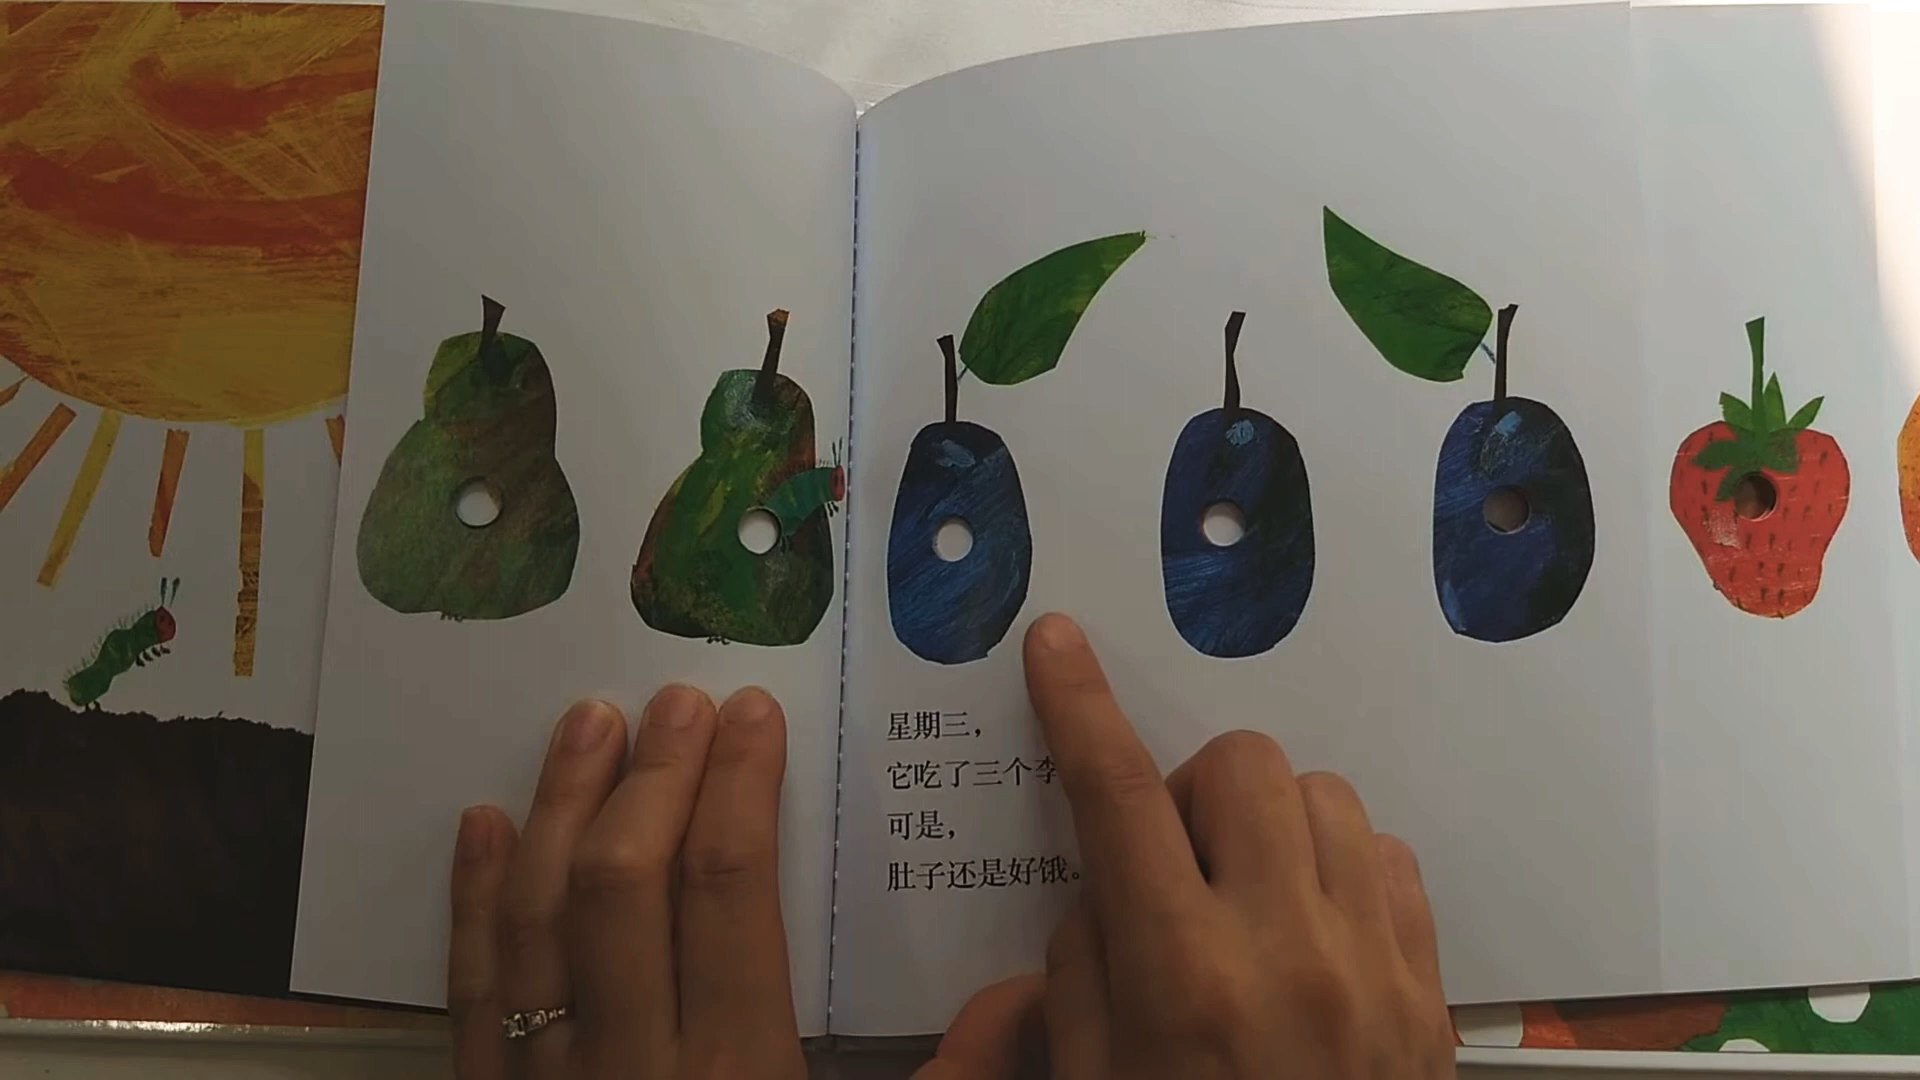 星期三，
它吃了三个李
可是，
肚子还是好饿。